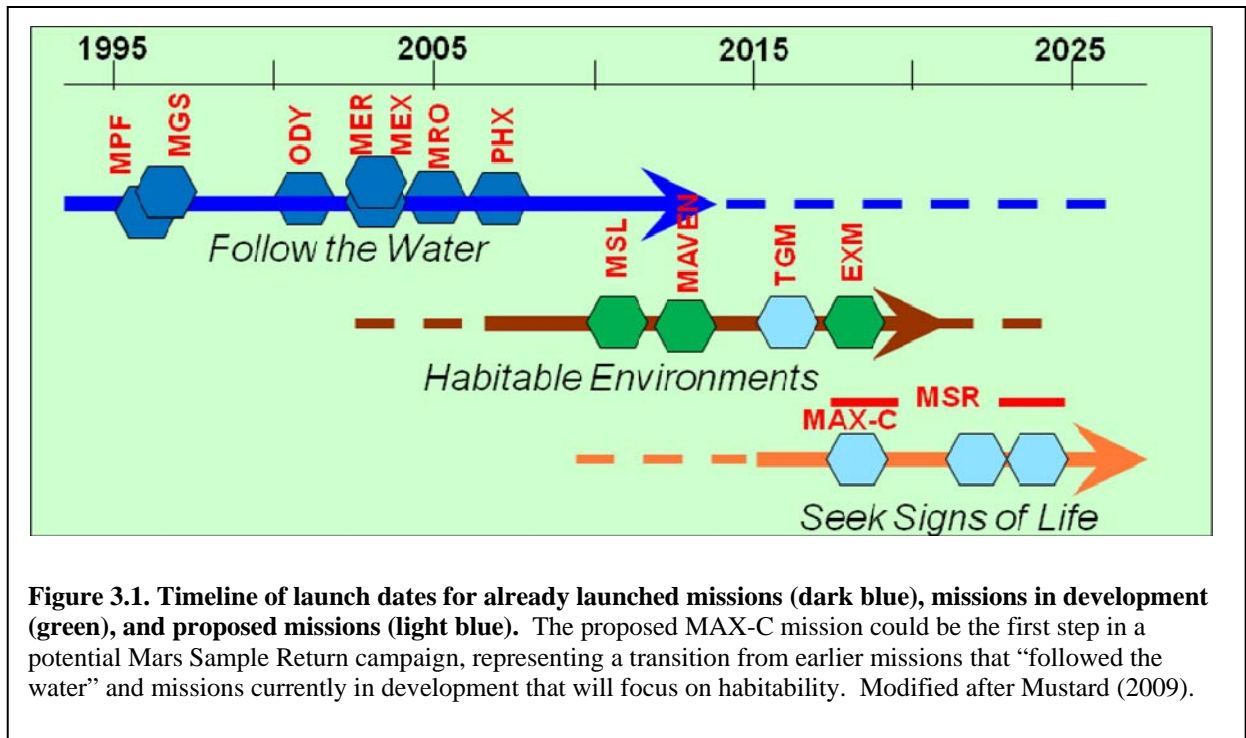 1995 2005 2015 2025
MPF MGS ODY MER MEX MRO PHX
Follow the Water
MSL MAVEN TGM EXM
Habitable Environments
MSR
MAX-C
Seek Signs of Life
Figure 3.1. Timeline of launch dates for already launched missions (dark blue), missions in development
(green), and proposed missions (light blue). The proposed MAX-C mission could be the first step in a
potential Mars Sample Return campaign, representing a transition from earlier missions that “followed the
water” and missions currently in development that will focus on habitability. Modified after Mustard (2009).